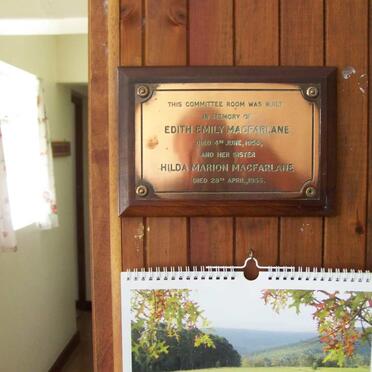 THIS COMMITTEE ROOM WAS BUILT
IN MEMORY OF
EDITH EMILY MACFARLANE
DIED 4TH JUNE, 1956,
AND HER SISTER
HILDA MARION MACFARLANE
DIED 28TH APRIL, 1955.